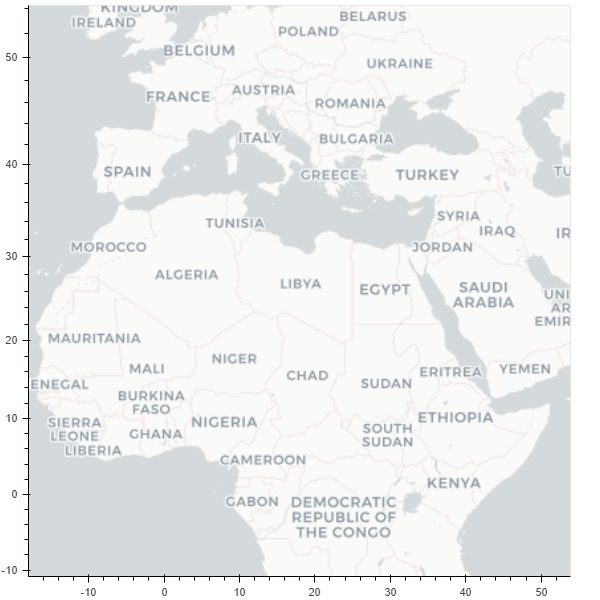 KINGDOM
IRELAND
BELARUS
POLAND
BELGIUM
50
UKRAINE
FRANCE
AUSTRIA
ROMANIA
ITALY
BULGARIA
40
SPAIN
GREECE
TURKEY
TU
TUNISIA
SYRIA
IRAQ
IR
30
MOROCCO
JORDAN
ALGERIA
LIBYA
EGYPT
SAUDI
ARABIA
UNI
AR
EMIR
20
MAURITANIA
MALI
NIGER
CHAD
ERITREA
YEMEN
ENEGAL
SUDAN
BURKINA
FASO
10
SIERRA
LEONE
GHANA
NIGERIA
ETHIOPIA
SOUTH
SUDAN
LIBERIA
CAMEROON
KENYA
0
GABON
DEMOCRATIC
REPUBLIC OF
THE CONGO
-10
-10 0 10 20 30 40 50